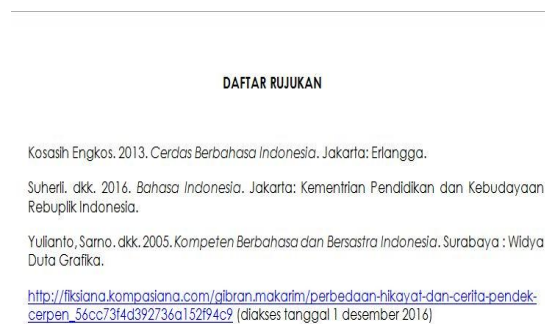 DAFTAR RUJUKAN
Kosasih Engkos. 2013. Cerdas Berbahasa Indonesia. Jakarta: Erlangga.
Suherli. dkk. 2016. Bahasa Indonesia. Jakarta: Kementrian Pendidikan dan Kebudayaan
Rebuplik Indonesia.
Yulianto, Sarno. dkk. 2005. Kompeten Berbahasa dan Bersastra Indonesia. Surabaya : Widya
Duta Grafika.
http://fiksiana.kompasiana.com/gibran.makarim/perbedaan-hikayat-dan-cerita-pendek-
cerpen_56cc73f4d392736a152f94c9 (diakses tanggal 1 desember 2016)